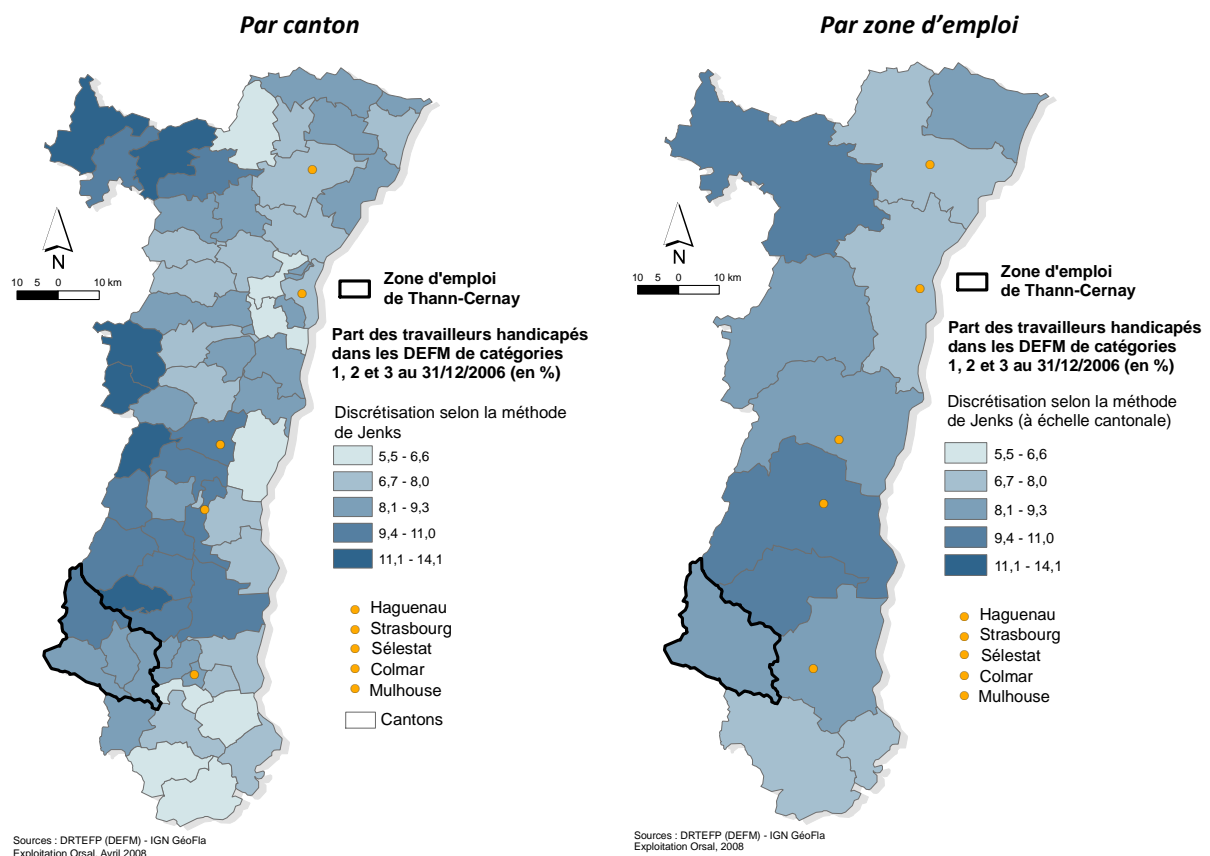 Par canton
N
10 5 0 10 km
Zone d'emploi
de Thann-Cernay
Part des travailleurs handicapés
dans les DEFM de catégories
1, 2 et 3 au 31/12/2006 (en %)
Discrétisation selon la méthode
de Jenks
5,5 - 6,6
6,7 - 8,0
8,1 - 9,3
9,4 - 11,0
11,1 - 14,1
Haguenau
Strasbourg
Sélestat
Colmar
Mulhouse
Cantons
Sources : DRTEFP (DEFM) - IGN GéoFla
Exploitation Orsal, Avril 2008
Par zone d'emploi
N
10 5 0 10 km
Zone d'emploi
de Thann-Cernay
Part des travailleurs handicapés
dans les DEFM de catégories
1, 2 et 3 au 31/12/2006 (en %)
Discrétisation selon la méthode
de Jenks (à échelle cantonale)
5,5 - 6,6
6,7 - 8,0
8,1 - 9,3
9,4 - 11,0
11,1 - 14,1
Haguenau
Strasbourg
Sélestat
Colmar
Mulhouse
Sources : DRTEFP (DEFM) - IGN GéoFla
Exploitation Orsal, 2008